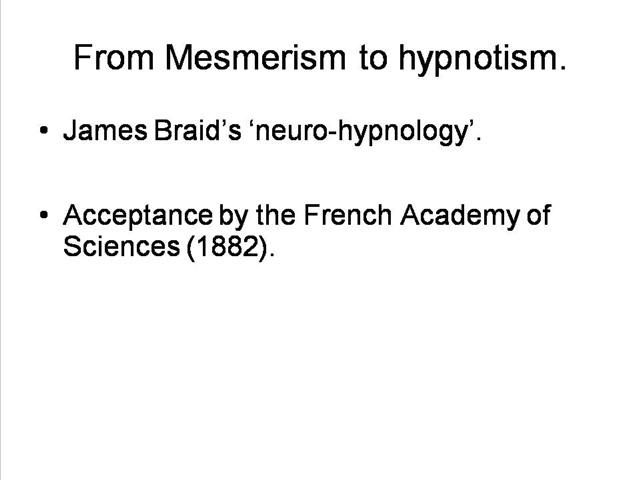 From Mesmerism to hypnotism.
• James Braid’s ‘neuro-hypnology’.
• Acceptance by the French Academy of
Sciences (1882).